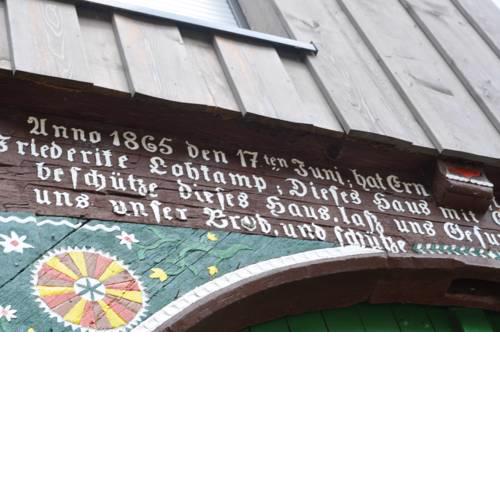 Anno 1865 den 17ten Juni, hat Ern
Friederike Lohkamp; Dieses Haus mit
beschütze dieses Haus, laß uns Gesun
uns unser Brod, und schütze